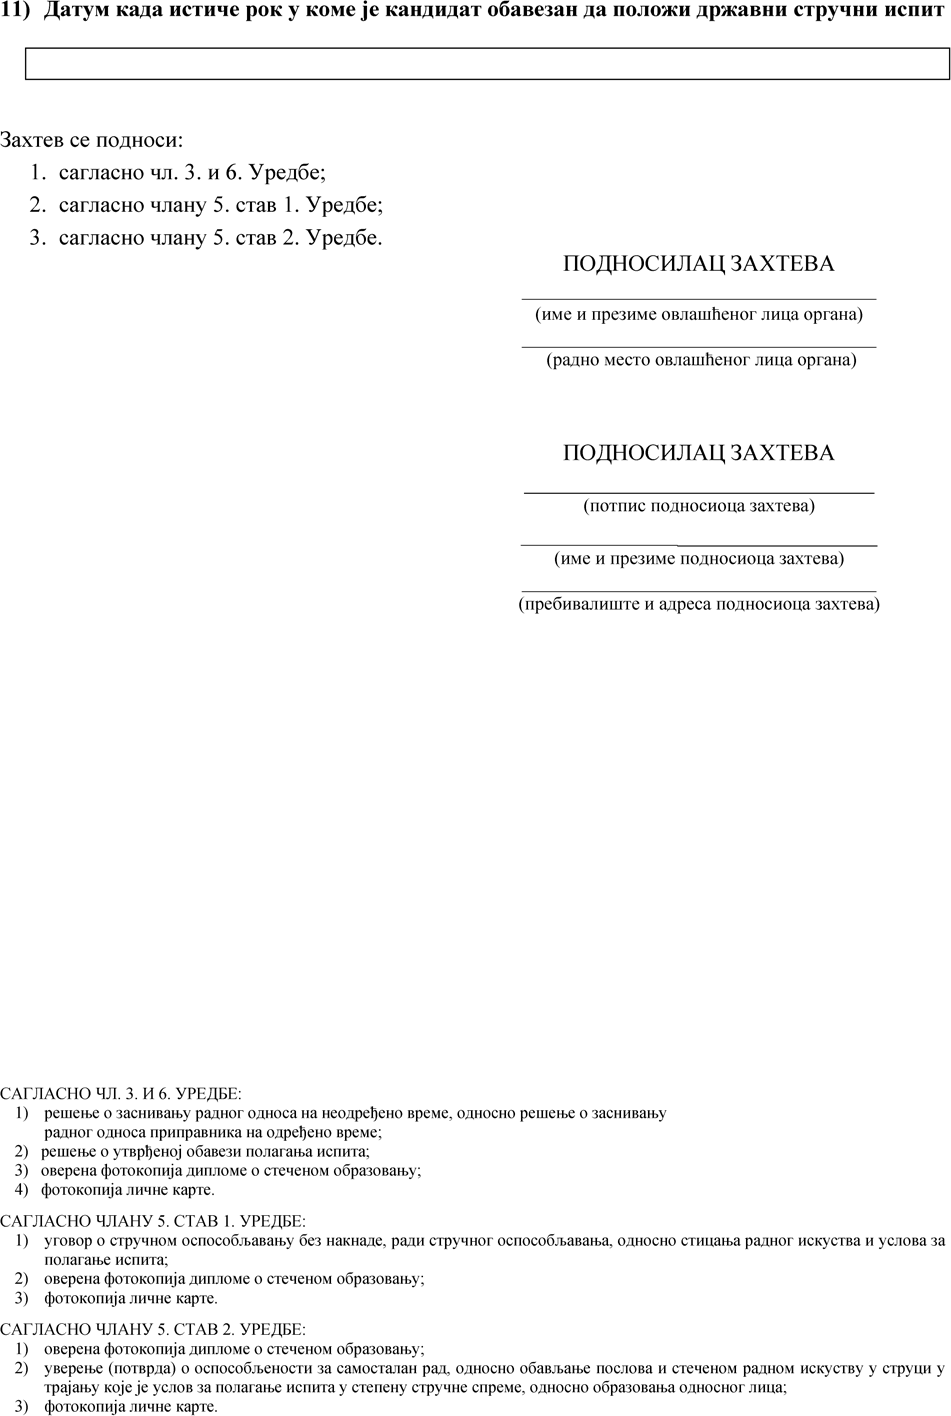 11) Датум када истиче рок у коме је кандидат обавезан да положи државни стручни испит
Захтев се подноси:
1. сагласно чл. 3. и 6. Уредбе;
2. сагласно члану 5. став 1. Уредбе;
3. сагласно члану 5. став 2. Уредбе.
ПОДНОСИЛАЦ ЗАХТЕВА
(име и презиме овлашћеног лица органа)
(радно место овлашћеног лица органа)
ПОДНОСИЛАЦ ЗАХТЕВА
(потпис подносиоца захтева)
(име и презиме подносиоца захтева)
(пребивалиште и адреса подносиоца захтева)
САГЛАСНО ЧЛ. 3. И 6. УРЕДБЕ:
1) решење о заснивању радног односа на неодређено време, односно решење о заснивању
радног односа приправника на одређено време;
2) решење о утврђеној обавези полагања испита;
3) оверена фотокопија дипломе о стеченом образовању;
4) фотокопија личне карте.
САГЛАСНО ЧЛАНУ 5. СТАВ 1. УРЕДБЕ:
1) уговор о стручном оспособљавању без накнаде, ради стручног оспособљавања, односно стицања радног искуства и услова за
полагање испита;
2) оверена фотокопија дипломе о стеченом образовању;
3) фотокопија личне карте.
САГЛАСНО ЧЛАНУ 5. СТАВ 2. УРЕДБЕ:
1) оверена фотокопија дипломе о стеченом образовању;
2) уверење (потврда) о оспособљености за самосталан рад, односно обављање послова и стеченом радном искуству у струци у
трајању које је услов за полагање испита у степену стручне спреме, односно образовања односног лица;
3) фотокопија личне карте.